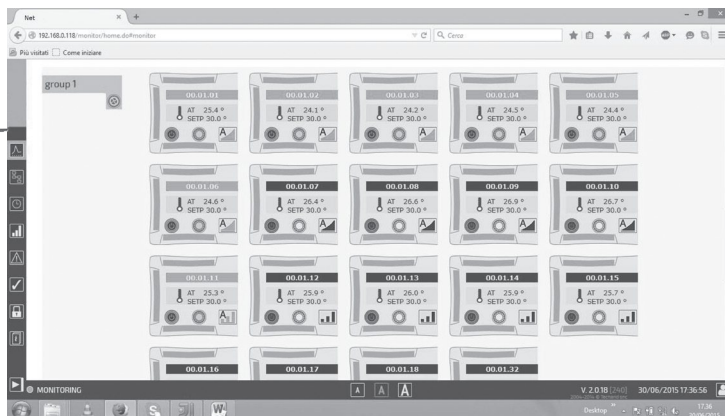 Net
192.168.0.118/monitor/home.do#monitor
Cerca
Più visitati Come iniziare
group 1
00.01.01 00.01.02 00.01.03 00.01.04 00.01.05
AT 25.4 ° AT 24.1 ° AT 24.2 ° AT 24.5 ° AT 24.4 °
SETP 30.0 ° SETP 30.0 ° SETP 30.0 ° SETP 30.0 ° SETP 30.0 °
A A A A A
00.01.06 00.01.07 00.01.08 00.01.09 00.01.10
AT 24.6 ° AT 26.4 ° AT 26.6 ° AT 26.9 ° AT 26.7 °
SETP 30.0 ° SETP 30.0 ° SETP 30.0 ° SETP 30.0 ° SETP 30.0 °
A A A A A
00.01.11 00.01.12 00.01.13 00.01.14 00.01.15
AT 25.3 ° AT 25.9 ° AT 26.0 ° AT 25.9 ° AT 25.7 °
SETP 30.0 ° SETP 30.0 ° SETP 30.0 ° SETP 30.0 ° SETP 30.0 °
A
00.01.16 00.01.17 00.01.18 00.01.32
MONITORING A A A V. 2.0.18 [240] 30/06/2015 17:36:56
Desktop 17.36
30/06/2015